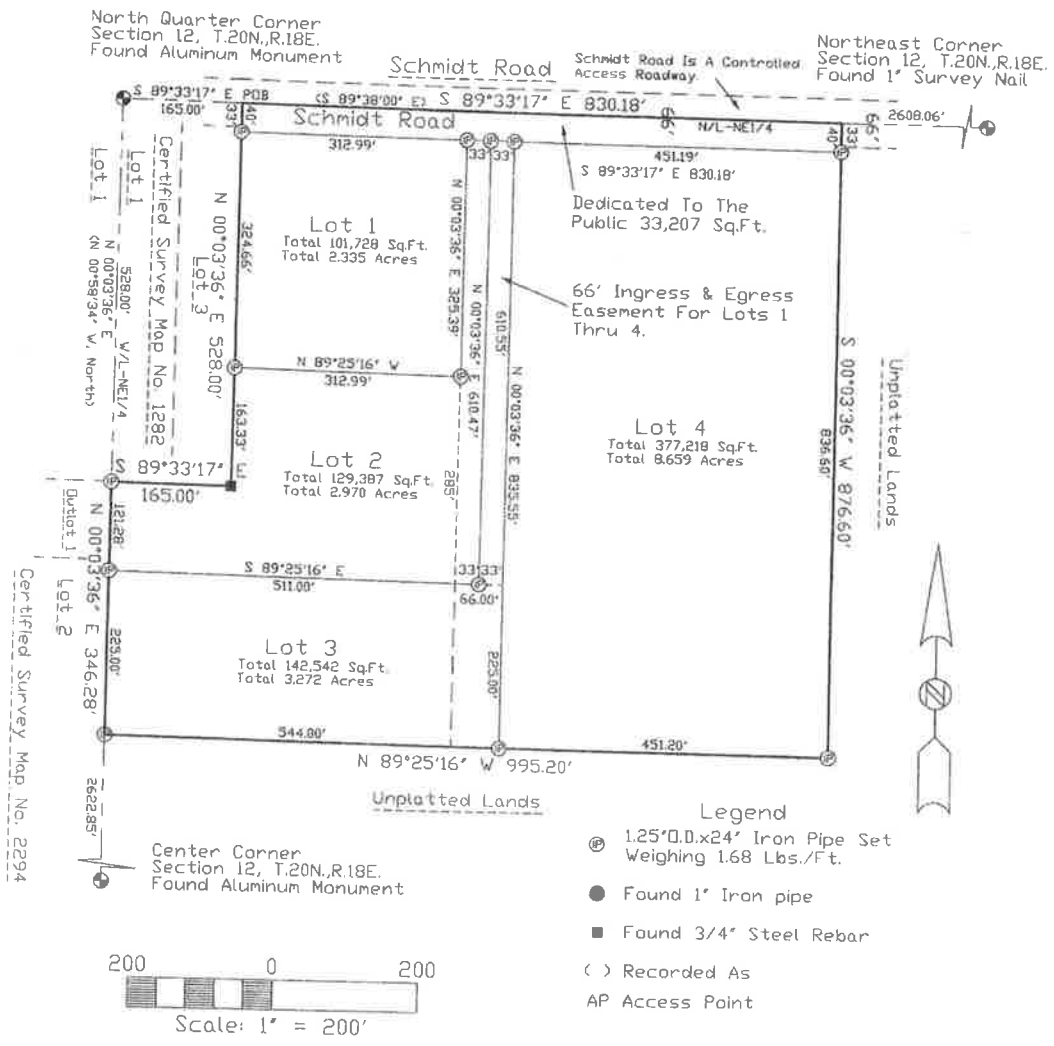 North Quarter Corner
Section 12, T.20N.,R.18E.
Found Aluminum Monument
Schmidt Road
Schmidt Road Is A Controlled
Access Roadway.
Northeast Corner
Section 12, T.20N.,R.18E.
Found 1" Survey Nail
S 89°33'17" E POB
165.00'
(S 89°38'00" E)
S 89°33'17" E 830.18'
33'
40'
Schmidt Road
66'
N/L-NE1/4
33'
40'
66'
2608.06'
312.99'
33'
33'
451.19'
S 89°33'17" E 830.18'
Dedicated To The
Public 33,207 Sq.Ft.
Lot 1
Lot 1
Certified Survey Map No. 1282
Lot 3
N 00°03'36" E 528.00'
324.66'
Lot 1
Total 101,728 Sq.Ft.
Total 2.335 Acres
N 00°03'36" E 325.39'
N 00°03'36" E 610.47'
610.55'
N 00°03'36" E 835.55'
66' Ingress & Egress
Easement For Lots 1
Thru 4.
528.00' W/L-NE1/4
N 00°03'36" E
(N 00°58'34" W, North)
N 89°25'16" W
312.99'
163.33'
S 89°33'17" E
165.00'
Lot 2
Total 129,387 Sq.Ft.
Total 2.970 Acres
285'
Lot 4
Total 377,218 Sq.Ft.
Total 8.659 Acres
836.60'
S 00°03'36" W 876.60'
Unplatted Lands
Outlot 1
121.28'
N 00°03'36" E 346.28'
S 89°25'16" E
511.00'
33'
33'
66.00'
Lot 2
Certified Survey Map No. 2294
225.00'
Lot 3
Total 142,542 Sq.Ft.
Total 3.272 Acres
225.00'
544.00'
451.20'
N 89°25'16" W 995.20'
Unplatted Lands
2622.85'
Center Corner
Section 12, T.20N.,R.18E.
Found Aluminum Monument
N
Legend
IP 1.25"O.D.x24" Iron Pipe Set
Weighing 1.68 Lbs./Ft.
Found 1" Iron pipe
Found 3/4" Steel Rebar
( ) Recorded As
AP Access Point
200 0 200
Scale: 1" = 200'